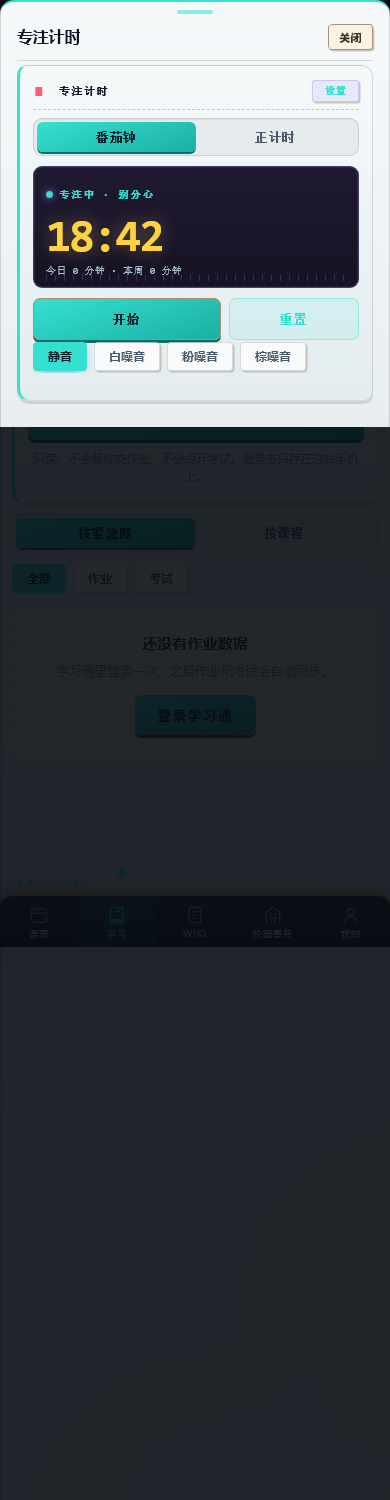 专注计时
关闭
专注计时
设置
番茄钟
正计时
专注中 · 别分心
18:42
今日 0 分钟 · 本周 0 分钟
开始
重置
静音
白噪音
粉噪音
棕噪音
只读，不会替你交作业，不会点开考试。登录态只存在这台手机
上。
按紧急度
按课程
全部
作业
考试
还没有作业数据
学习通里登录一次，之后作业和考试会自动同步。
登录学习通
课表
学习
WIKI
校园事务
我的